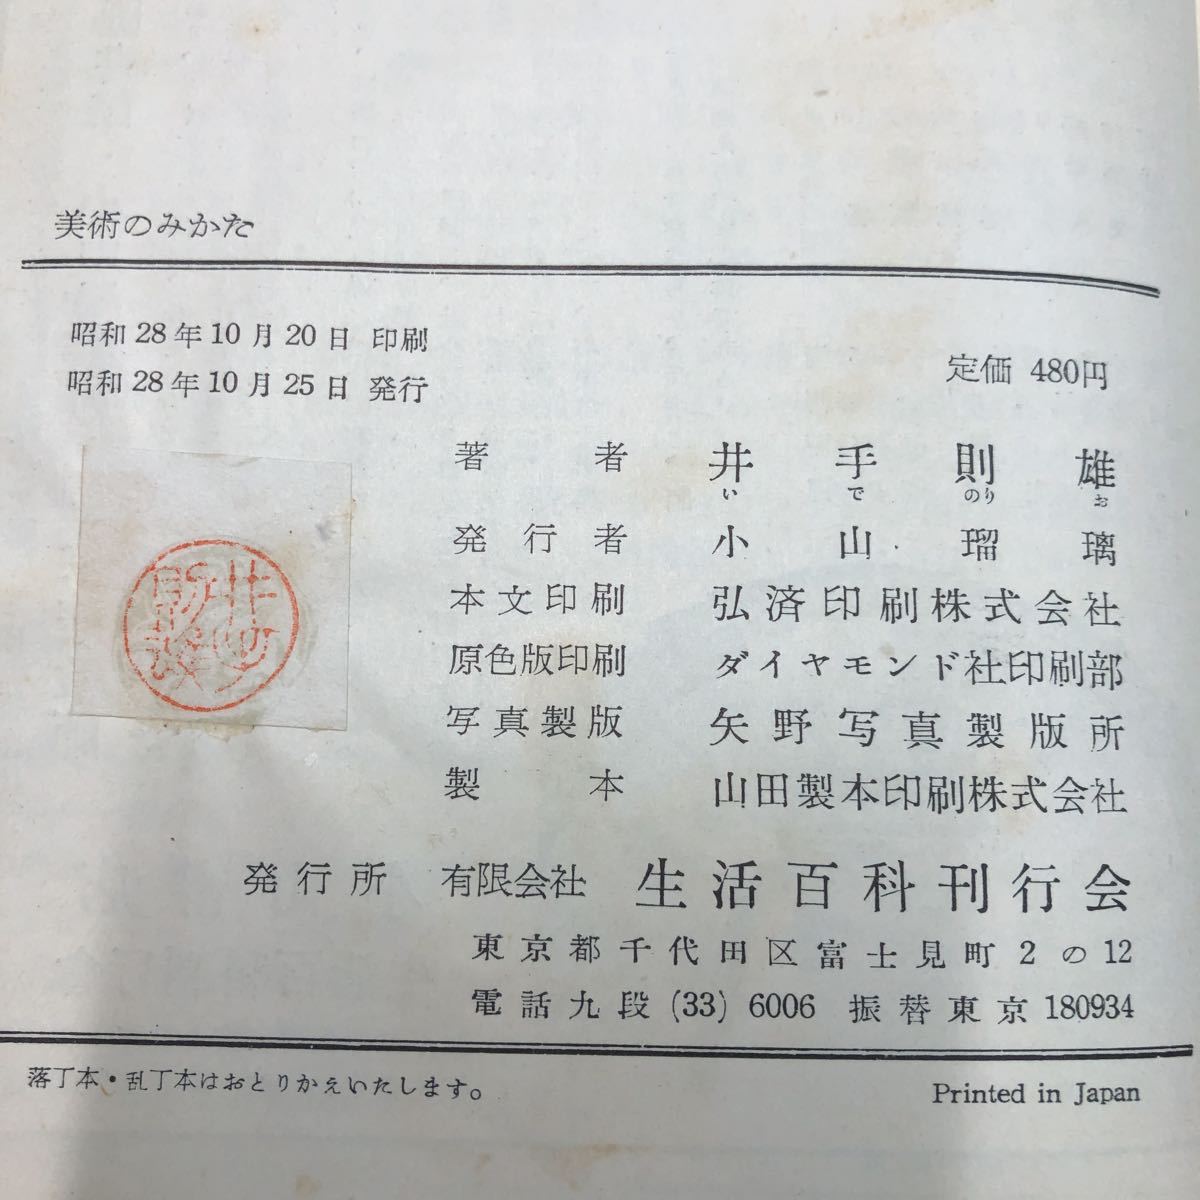 美術のみかた
昭和28年10月20日 印刷
昭和28年10月25日 発行
定価 480円
著者 井手則雄
い で のり お
発行者 小山瑠璃
本文印刷 弘済印刷株式会社
原色版印刷 ダイヤモンド社印刷部
写真製版 矢野写真製版所
製本 山田製本印刷株式会社
発行所 有限会社 生活百科刊行会
東京都千代田区富士見町2の12
電話九段(33)6006 振替東京180934
落丁本・乱丁本はおとりかえいたします。
Printed in Japan